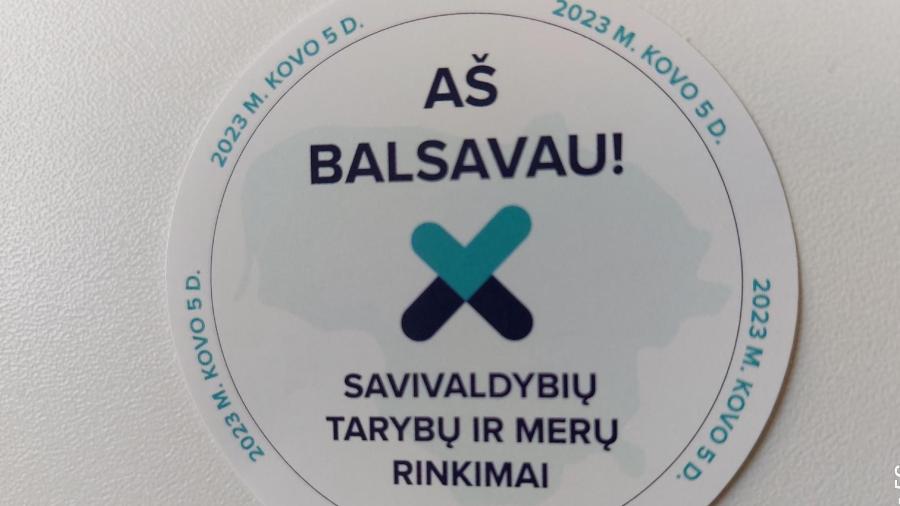 2023 M. KOVO 5 D.
2023 M. KOVO 5 D.
AŠ
BALSAVAU!
2023 M. KOVO 5 D.
2023 M. KOVO 5 D.
SAVIVALDYBIŲ
TARYBŲ IR MERŲ
RINKIMAI